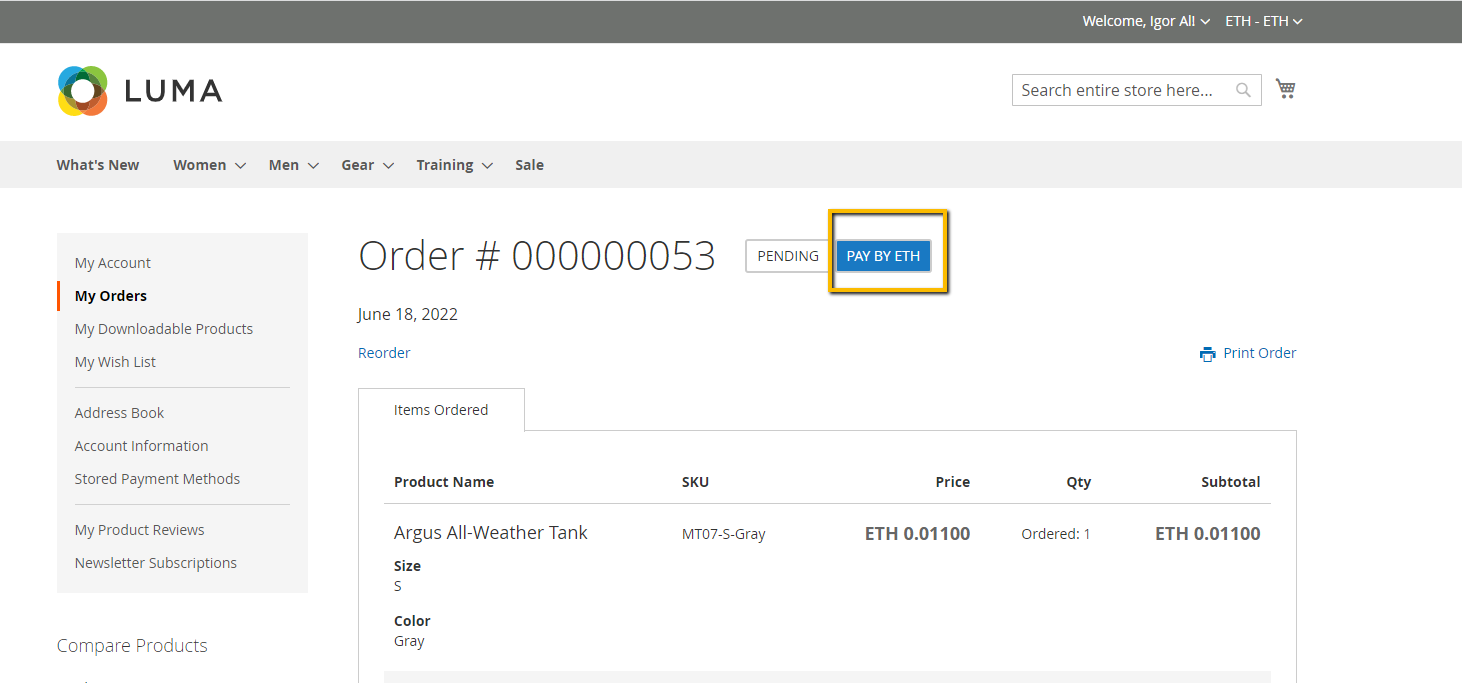 Welcome, Igor Al! ETH - ETH
LUMA
Search entire store here...
What's New Women Men Gear Training Sale
My Account
My Orders
My Downloadable Products
My Wish List
Address Book
Account Information
Stored Payment Methods
My Product Reviews
Newsletter Subscriptions
Compare Products
Order # 000000053 PENDING PAY BY ETH
June 18, 2022
Reorder Print Order
Items Ordered
Product Name SKU Price Qty Subtotal
Argus All-Weather Tank MT07-S-Gray ETH 0.01100 Ordered: 1 ETH 0.01100
Size
S
Color
Gray